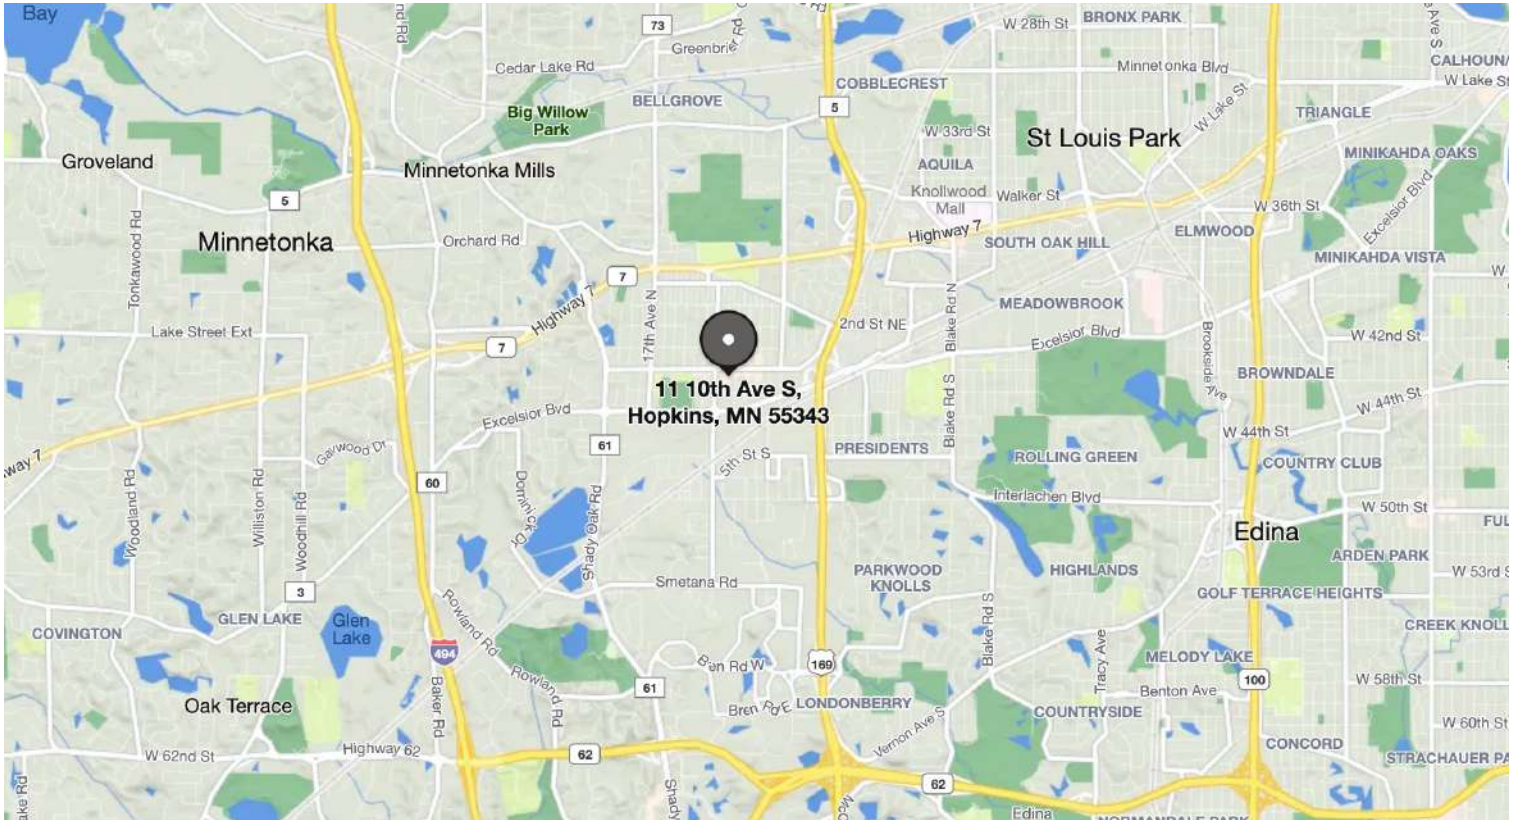 Bay
73
W 28th St
BRONX PARK
Greenbrier Rd
Cedar Lake Rd
Minnetonka Blvd
W Lake St
COBBLECREST
BELLGROVE
Big Willow
Park
5
TRIANGLE
W Lake St
W 33rd St
St Louis Park
AQUILA
MINIKAHDA OAKS
Groveland
Minnetonka Mills
Knollwood
Mall
Walker St
5
W 36th St
Excelsior Blvd
Tonkawood Rd
Minnetonka
Orchard Rd
Highway 7
SOUTH OAK HILL
ELMWOOD
MINIKAHDA VISTA
7
Highway 7
17th Ave N
Blake Rd N
MEADOWBROOK
Lake Street Ext
7
2nd St NE
Excelsior Blvd
W 42nd St
Brookside Ave
BROWNDALE
11 10th Ave S,
Hopkins, MN 55343
Excelsior Bvd
Blake Rd S
W 44th St
W 44th St
61
PRESIDENTS
ROLLING GREEN
COUNTRY CLUB
way 7
5th St S
60
Woodland Rd
Williston Rd
Woodhill Rd
Dominick Dr
Shady Oak Rd
Interlachen Blvd
W 50th St
Edina
ARDEN PARK
PARKWOOD
KNOLLS
HIGHLANDS
W 53rd S
Smetana Rd
3
GOLF TERRACE HEIGHTS
GLEN LAKE
Glen
Lake
COVINGTON
Rowland Rd
CREEK KNOLL
494
Blake Rd S
Tracy Ave
MELODY LAKE
169
100
W 58th St
Rowland Rd
61
Benton Ave
Oak Terrace
Baker Rd
LONDONBERRY
Vernon Ave S
COUNTRYSIDE
W 60th St
W 62nd St
Highway 62
62
CONCORD
STRACHAUER PA
62
Shady
Edina
NORMANDALE PARK